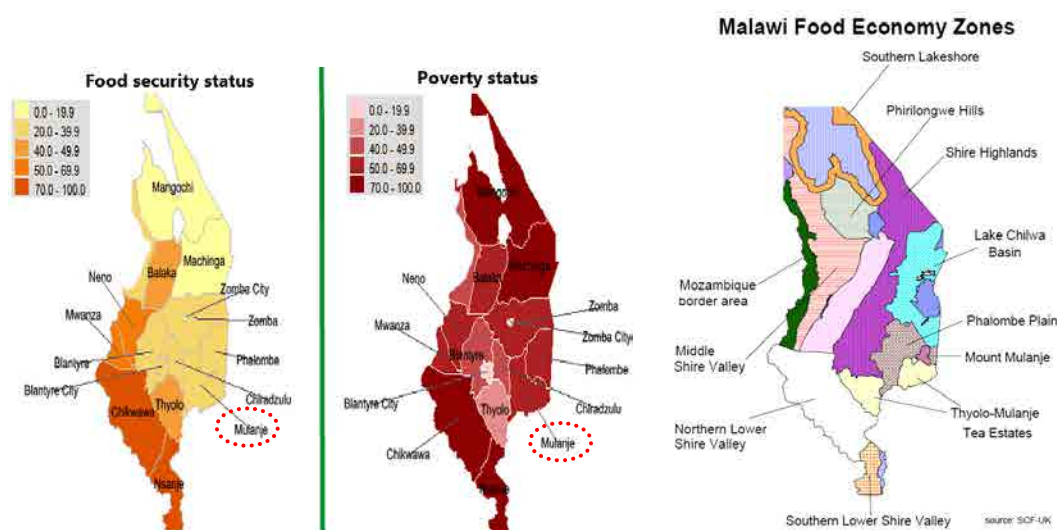 Food security status
0.0 - 19.9
20.0 - 39.9
40.0 - 49.9
50.0 - 69.9
70.0 - 100.0
Mangochi
Machinga
Balaka
Neno
Zomba City
Mwanza
Zomba
Blantyre
Phalombe
Blantyre City
Chiradzulu
Chikwawa
Thyolo
Mulanje
Nsanje
Poverty status
0.0 - 19.9
20.0 - 39.9
40.0 - 49.9
50.0 - 69.9
70.0 - 100.0
Mangochi
Machinga
Balaka
Neno
Zomba
Mwanza
Zomba City
Blantyre
Phalombe
Blantyre City
Chiradzulu
Thyolo
Mulanje
Chikwawa
Malawi Food Economy Zones
Southern Lakeshore
Phirilongwe Hills
Shire Highlands
Lake Chilwa
Basin
Mozambique
border area
Phalombe Plain
Middle
Shire Valley
Mount Mulanje
Thyolo-Mulanje
Tea Estates
Northern Lower
Shire Valley
Southern Lower Shire Valley
source: SCF-UK